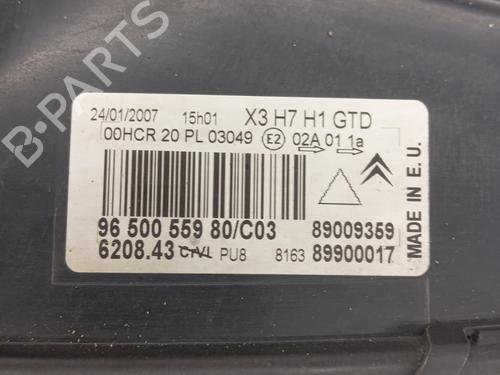 24/01/2007 15h01 X3 H7 H1 GTD
00HCR 20 PL 03049 E2 02A 01 1a
96 500 559 80/C03 89009359
6208.43 PU8 8163 89900017
MADE IN E. U.
B-PARTS